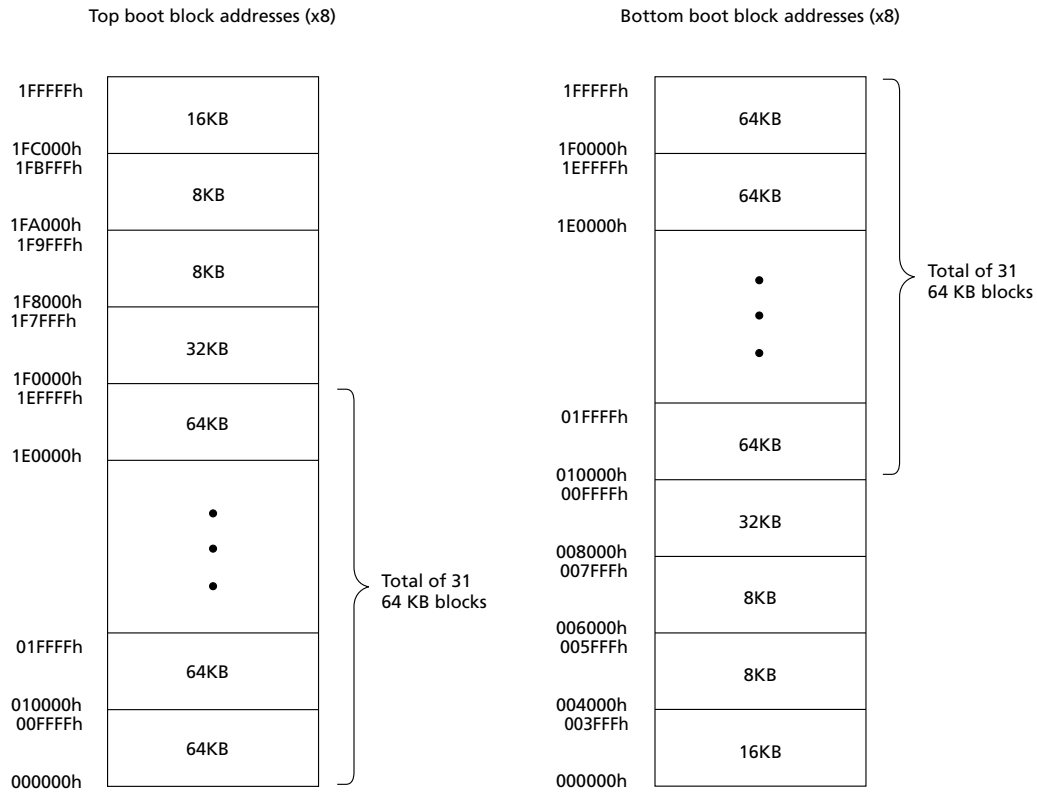 Top boot block addresses (x8)
1FFFFFh
16KB
1FC000h
1FBFFFh
8KB
1FA000h
1F9FFFh
8KB
1F8000h
1F7FFFh
32KB
1F0000h
1EFFFFh
64KB
1E0000h
Total of 31
64 KB blocks
01FFFFh
64KB
010000h
00FFFFh
64KB
000000h
Bottom boot block addresses (x8)
1FFFFFh
64KB
1F0000h
1EFFFFh
64KB
1E0000h
Total of 31
64 KB blocks
01FFFFh
64KB
010000h
00FFFFh
32KB
008000h
007FFFh
8KB
006000h
005FFFh
8KB
004000h
003FFFh
16KB
000000h